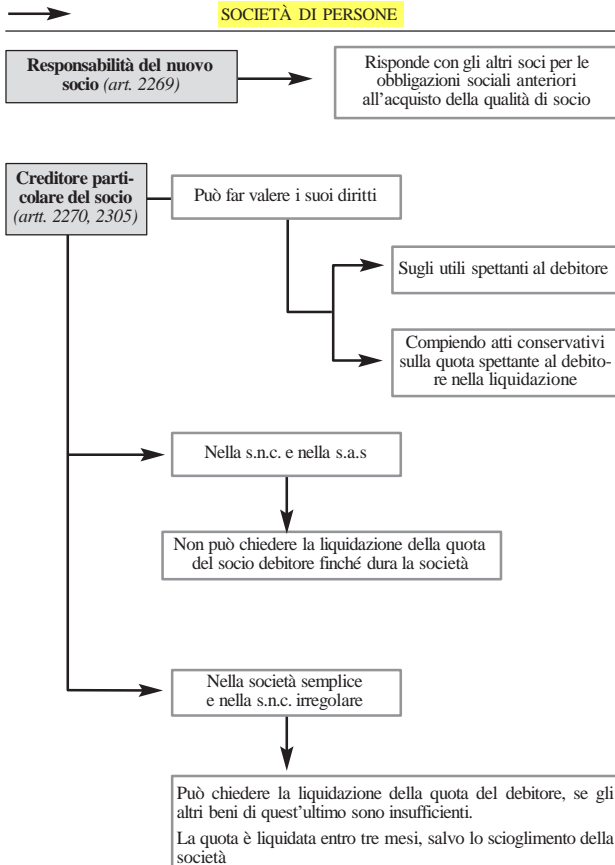 SOCIETÀ DI PERSONE
Responsabilità del nuovo
socio (art. 2269)
Risponde con gli altri soci per le
obbligazioni sociali anteriori
all'acquisto della qualità di socio
Creditore parti-
colare del socio
(artt. 2270, 2305)
Può far valere i suoi diritti
Sugli utili spettanti al debitore
Compiendo atti conservativi
sulla quota spettante al debito-
re nella liquidazione
Nella s.n.c. e nella s.a.s
Non può chiedere la liquidazione della quota
del socio debitore finché dura la società
Nella società semplice
e nella s.n.c. irregolare
Può chiedere la liquidazione della quota del debitore, se gli
altri beni di quest'ultimo sono insufficienti.
La quota è liquidata entro tre mesi, salvo lo scioglimento della
società